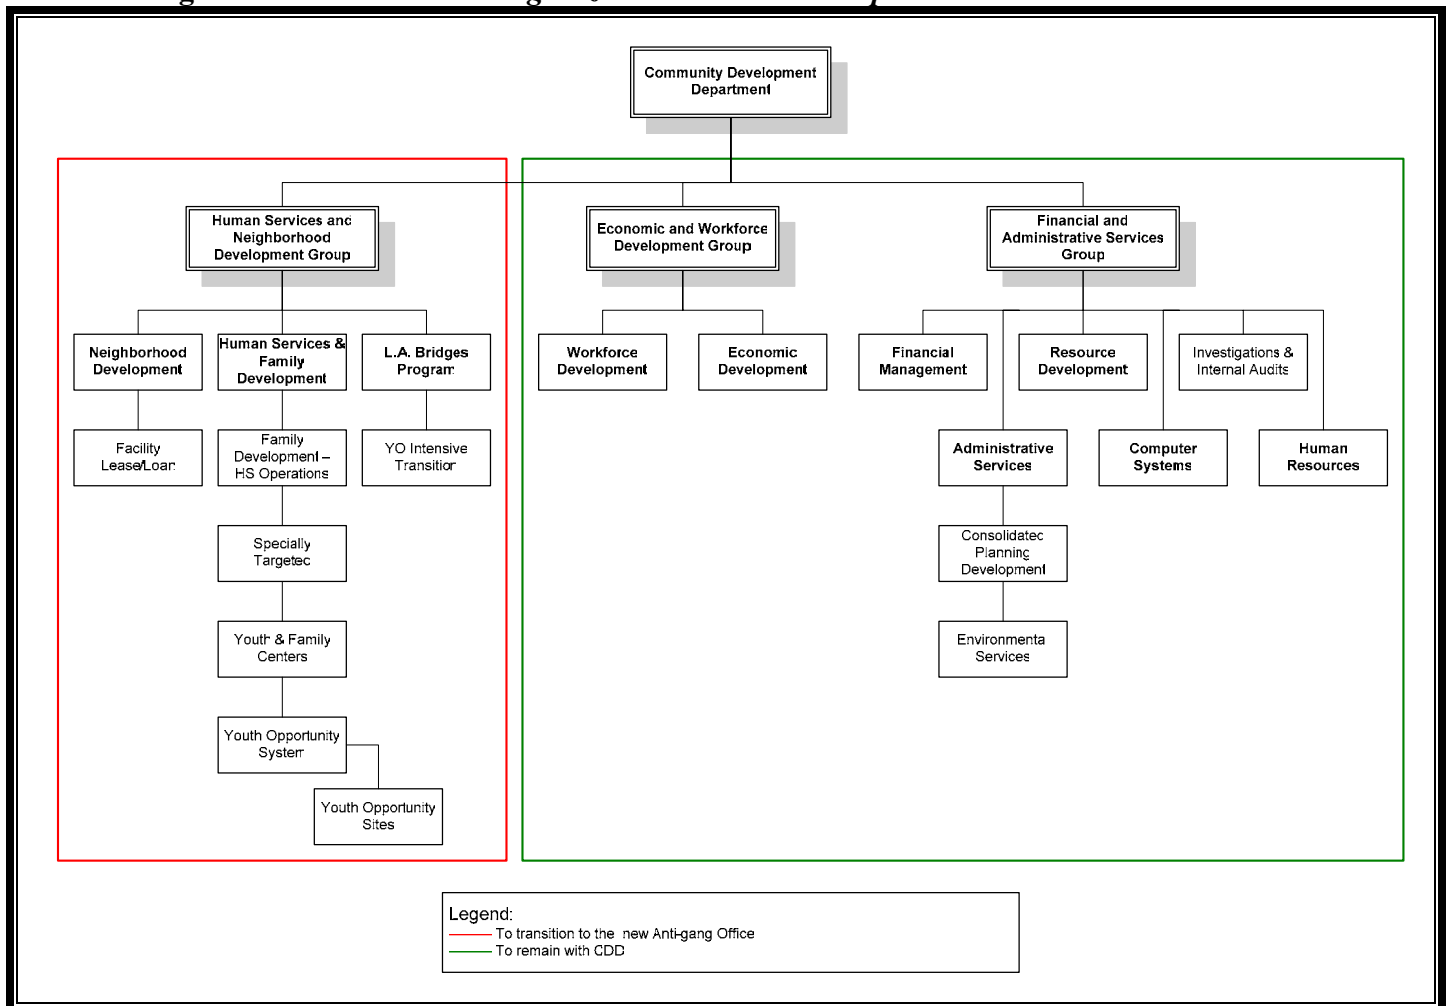 Community Development
Department
Human Services and
Neighborhood
Development Group
Economic and Workforce
Development Group
Financial and
Administrative Services
Group
Neighborhood
Development
Human Services &
Family
Development
L.A. Bridges
Program
Workforce
Development
Economic
Development
Financial
Management
Resource
Development
Investigations &
Internal Audits
Facility
Lease/Loan
Family
Development –
HS Operations
YO Intensive
Transition
Administrative
Services
Computer
Systems
Human
Resources
Specially
Targeted
Consolidated
Planning
Development
Youth & Family
Centers
Environmenta
Services
Youth Opportunity
System
Youth Opportunity
Sites
Legend:
To transition to the new Anti-gang Office
To remain with CDD